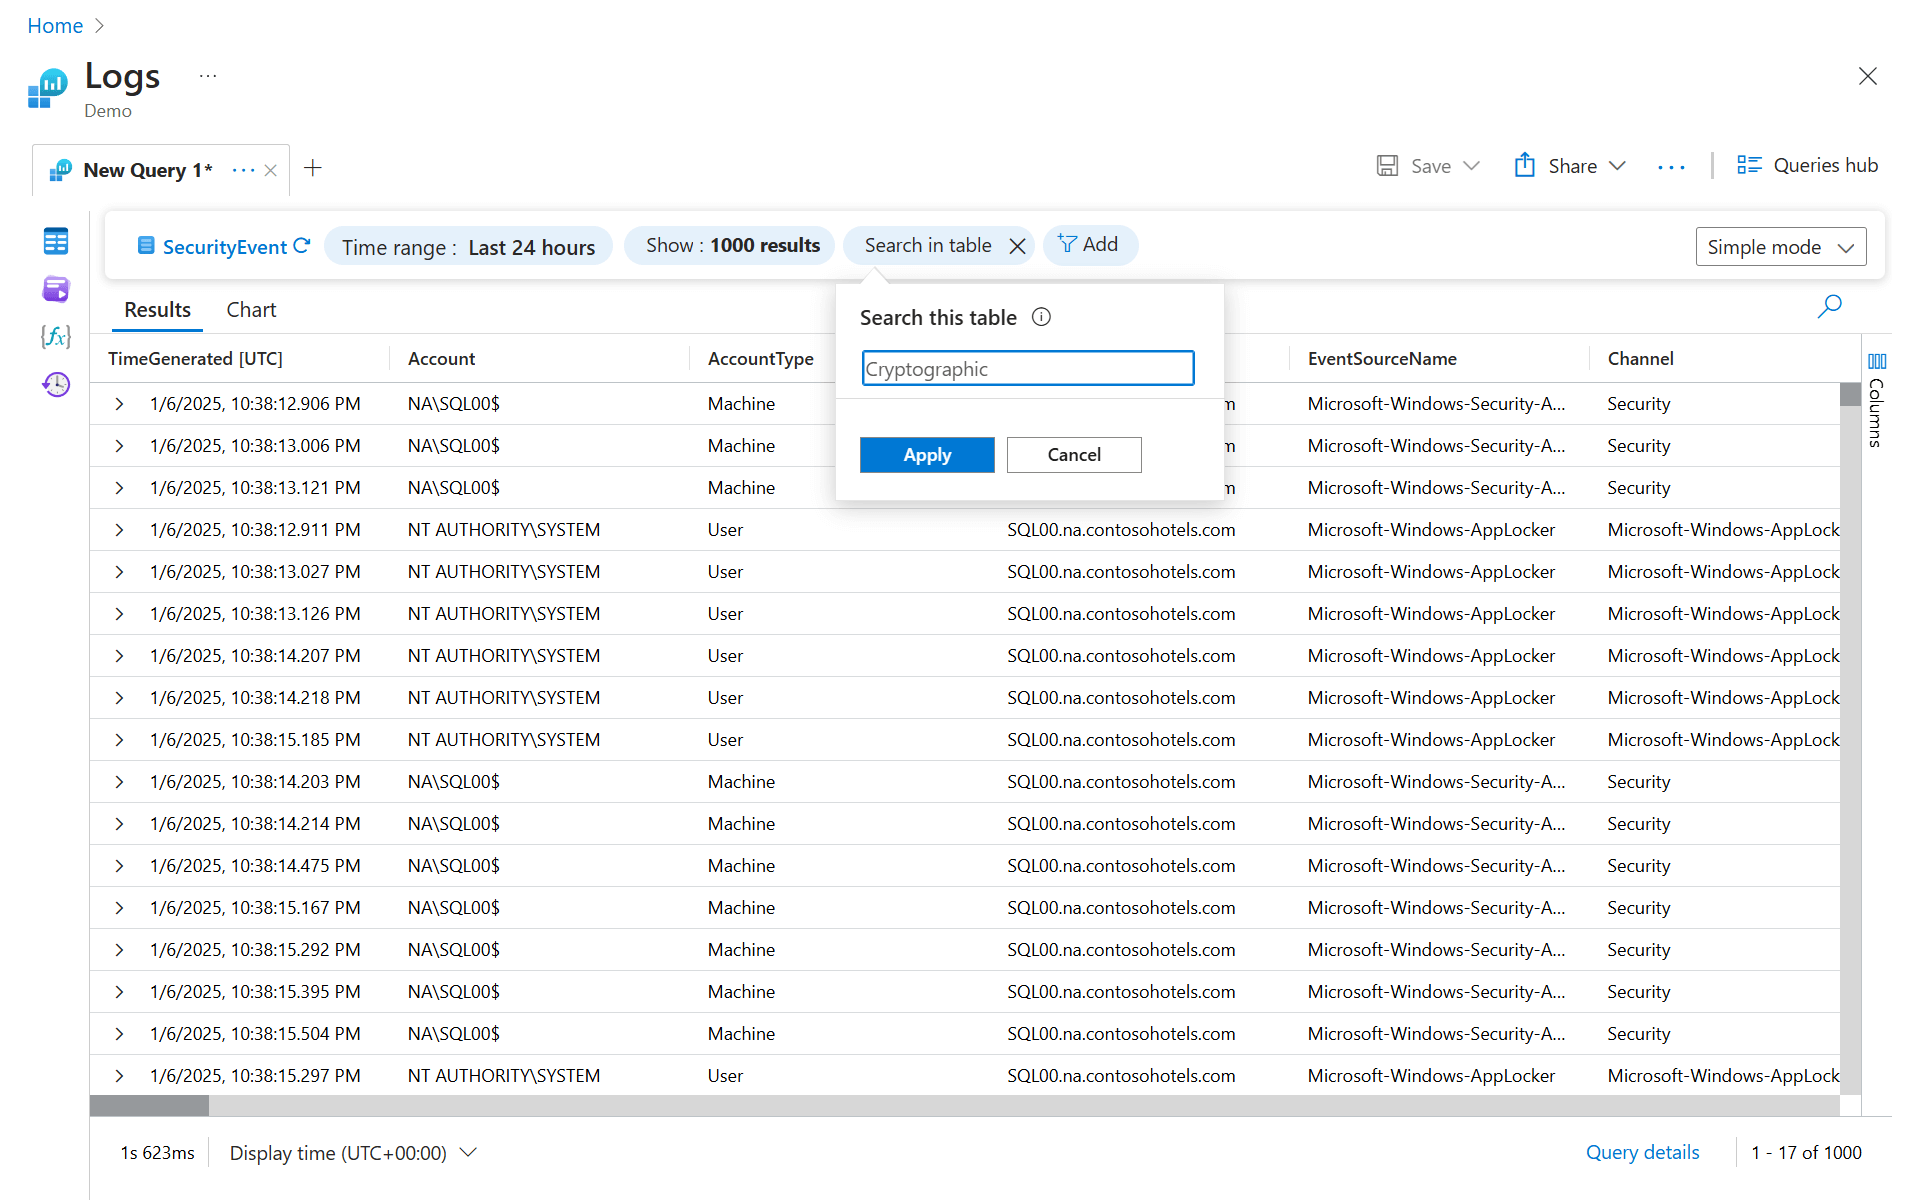 Home
Logs ...
Demo
New Query 1* ...
Save
Share
...
Queries hub
SecurityEvent
Time range : Last 24 hours
Show : 1000 results
Search in table
Add
Simple mode
Results Chart
Search this table
Cryptographic
Apply Cancel
TimeGenerated [UTC] Account AccountType EventSourceName Channel
Columns
1/6/2025, 10:38:12.906 PM NA\SQL00$ Machine m Microsoft-Windows-Security-A... Security
1/6/2025, 10:38:13.006 PM NA\SQL00$ Machine m Microsoft-Windows-Security-A... Security
1/6/2025, 10:38:13.121 PM NA\SQL00$ Machine m Microsoft-Windows-Security-A... Security
1/6/2025, 10:38:12.911 PM NT AUTHORITY\SYSTEM User SQL00.na.contosohotels.com Microsoft-Windows-AppLocker Microsoft-Windows-AppLock
1/6/2025, 10:38:13.027 PM NT AUTHORITY\SYSTEM User SQL00.na.contosohotels.com Microsoft-Windows-AppLocker Microsoft-Windows-AppLock
1/6/2025, 10:38:13.126 PM NT AUTHORITY\SYSTEM User SQL00.na.contosohotels.com Microsoft-Windows-AppLocker Microsoft-Windows-AppLock
1/6/2025, 10:38:14.207 PM NT AUTHORITY\SYSTEM User SQL00.na.contosohotels.com Microsoft-Windows-AppLocker Microsoft-Windows-AppLock
1/6/2025, 10:38:14.218 PM NT AUTHORITY\SYSTEM User SQL00.na.contosohotels.com Microsoft-Windows-AppLocker Microsoft-Windows-AppLock
1/6/2025, 10:38:15.185 PM NT AUTHORITY\SYSTEM User SQL00.na.contosohotels.com Microsoft-Windows-AppLocker Microsoft-Windows-AppLock
1/6/2025, 10:38:14.203 PM NA\SQL00$ Machine SQL00.na.contosohotels.com Microsoft-Windows-Security-A... Security
1/6/2025, 10:38:14.214 PM NA\SQL00$ Machine SQL00.na.contosohotels.com Microsoft-Windows-Security-A... Security
1/6/2025, 10:38:14.475 PM NA\SQL00$ Machine SQL00.na.contosohotels.com Microsoft-Windows-Security-A... Security
1/6/2025, 10:38:15.167 PM NA\SQL00$ Machine SQL00.na.contosohotels.com Microsoft-Windows-Security-A... Security
1/6/2025, 10:38:15.292 PM NA\SQL00$ Machine SQL00.na.contosohotels.com Microsoft-Windows-Security-A... Security
1/6/2025, 10:38:15.395 PM NA\SQL00$ Machine SQL00.na.contosohotels.com Microsoft-Windows-Security-A... Security
1/6/2025, 10:38:15.504 PM NA\SQL00$ Machine SQL00.na.contosohotels.com Microsoft-Windows-Security-A... Security
1/6/2025, 10:38:15.297 PM NT AUTHORITY\SYSTEM User SQL00.na.contosohotels.com Microsoft-Windows-AppLocker Microsoft-Windows-AppLock
1s 623ms Display time (UTC+00:00) Query details 1 - 17 of 1000